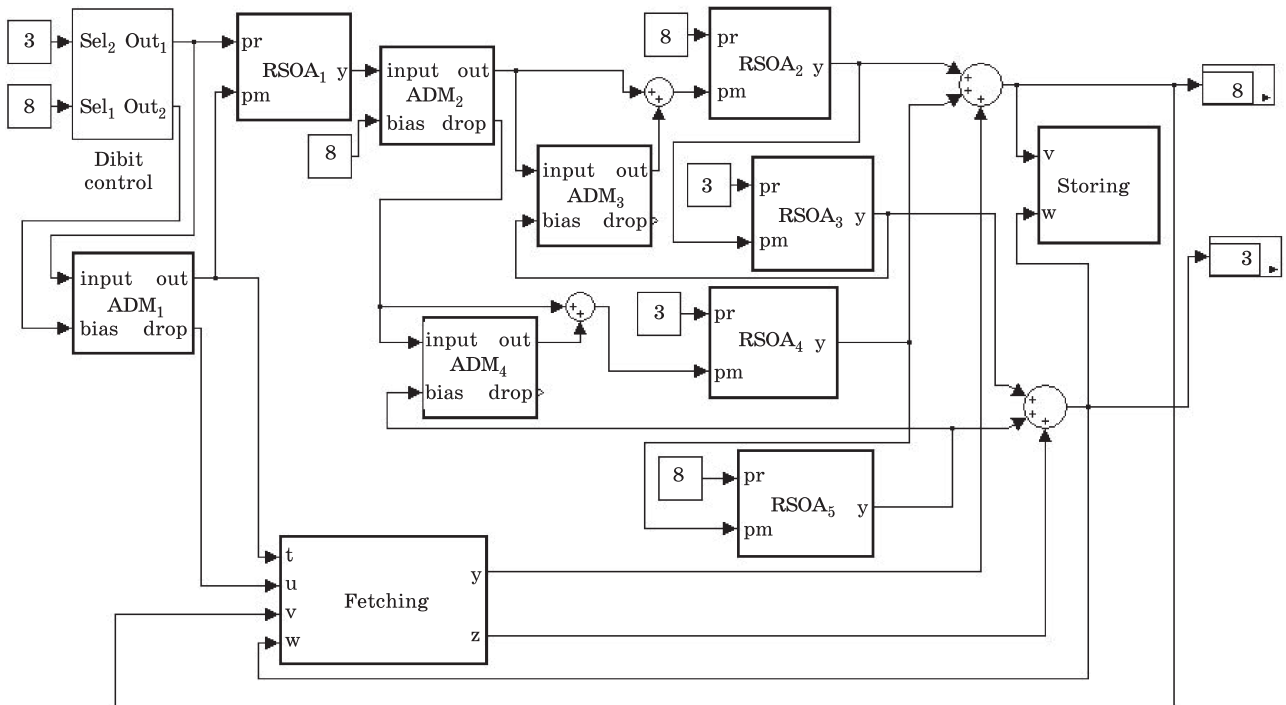 3
Sel₂ Out₁
8
Sel₁ Out₂
Dibit
control
pr
RSOA₁ y
pm
input out
ADM₂
bias drop
8
8
pr
RSOA₂ y
pm
input out
ADM₃
bias drop
3
pr
RSOA₃ y
pm
8
v
Storing
w
3
input out
ADM₁
bias drop
3
pr
RSOA₄ y
pm
input out
ADM₄
bias drop
8
pr
RSOA₅ y
pm
t
u
v
w
Fetching
y
z
+
+
+
+
+
+
+
+
+
+